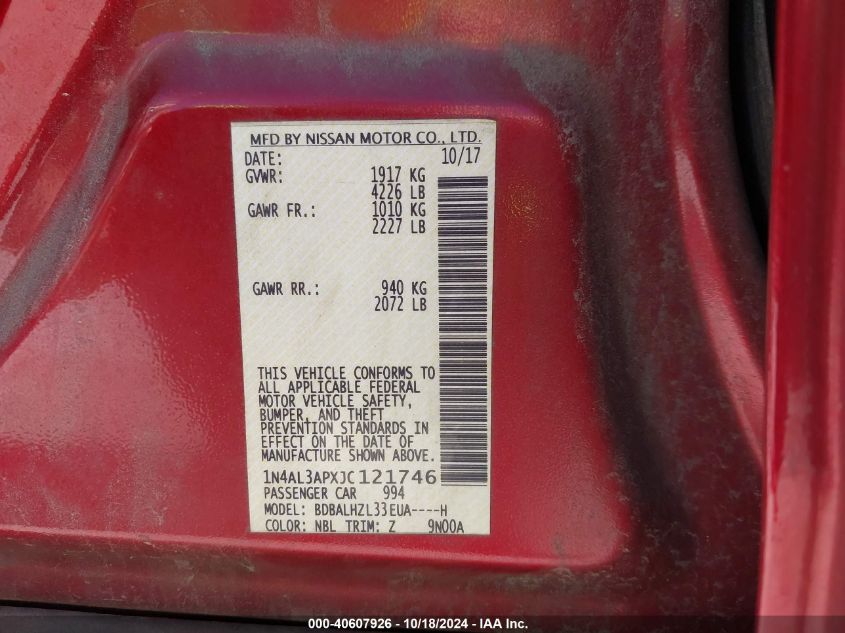 MFD BY NISSAN MOTOR CO., LTD.
DATE: 10/17
GVWR: 1917 KG
4226 LB
GAWR FR.: 1010 KG
2227 LB
GAWR RR.: 940 KG
2072 LB
THIS VEHICLE CONFORMS TO
ALL APPLICABLE FEDERAL
MOTOR VEHICLE SAFETY,
BUMPER, AND THEFT
PREVENTION STANDARDS IN
EFFECT ON THE DATE OF
MANUFACTURE SHOWN ABOVE.
1N4AL3APXJC121746
PASSENGER CAR 994
MODEL: BDBALHZL33EUA----H
COLOR: NBL TRIM: Z 9N00A
000-40607926 - 10/18/2024 - IAA Inc.